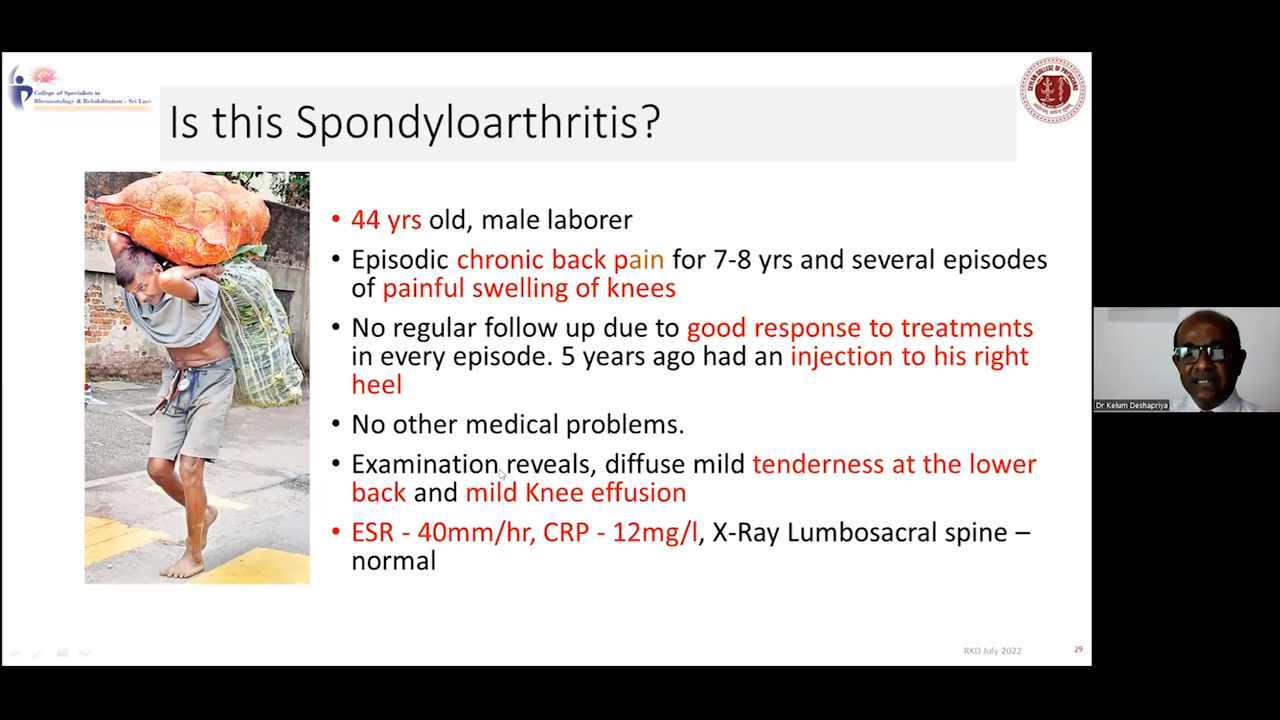 College of Specialists in
Rheumatology & Rehabilitation - Sri Lanka
CEYLON COLLEGE OF PHYSICIANS
Is this Spondyloarthritis?
• 44 yrs old, male laborer
• Episodic chronic back pain for 7-8 yrs and several episodes
of painful swelling of knees
• No regular follow up due to good response to treatments
in every episode. 5 years ago had an injection to his right
heel
• No other medical problems.
• Examination reveals, diffuse mild tenderness at the lower
back and mild Knee effusion
• ESR - 40mm/hr, CRP - 12mg/l, X-Ray Lumbosacral spine –
normal
Dr Kelum Deshapriya
RKD July 2022
29